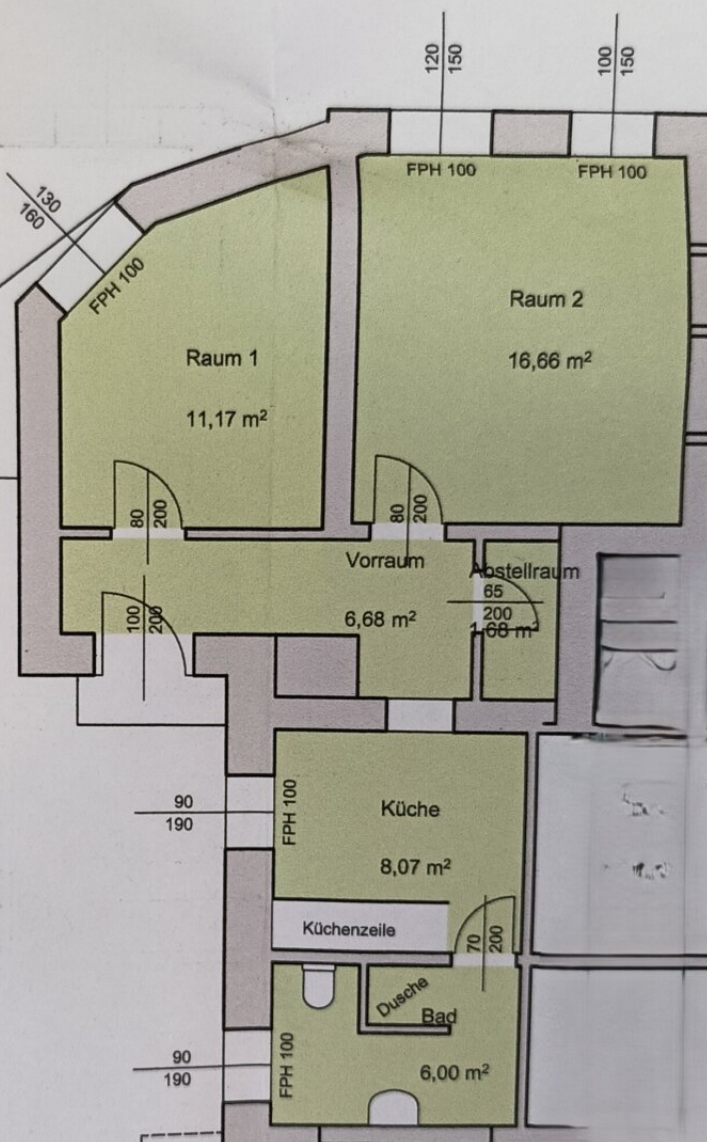 120
150
100
150
FPH 100
FPH 100
130
160
FPH 100
Raum 1
11,17 m²
Raum 2
16,66 m²
80
200
80
200
Vorraum
6,68 m²
Abstellraum
65
200
1,68 m²
100
200
90
190
FPH 100
Küche
8,07 m²
Küchenzeile
70
200
Dusche
Bad
6,00 m²
90
190
FPH 100